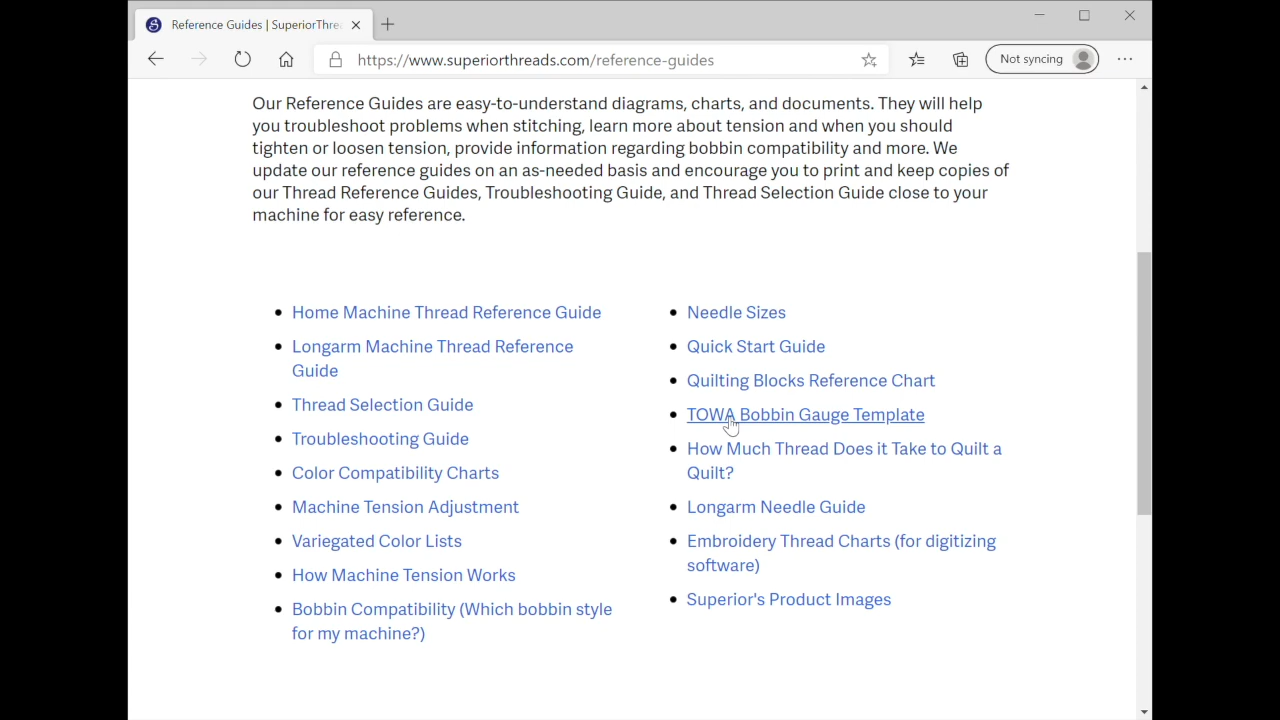 Reference Guides | SuperiorThre
https://www.superiorthreads.com/reference-guides
Not syncing
Our Reference Guides are easy-to-understand diagrams, charts, and documents. They will help
you troubleshoot problems when stitching, learn more about tension and when you should
tighten or loosen tension, provide information regarding bobbin compatibility and more. We
update our reference guides on an as-needed basis and encourage you to print and keep copies of
our Thread Reference Guides, Troubleshooting Guide, and Thread Selection Guide close to your
machine for easy reference.
Home Machine Thread Reference Guide
Longarm Machine Thread Reference
Guide
Thread Selection Guide
Troubleshooting Guide
Color Compatibility Charts
Machine Tension Adjustment
Variegated Color Lists
How Machine Tension Works
Bobbin Compatibility (Which bobbin style
for my machine?)
Needle Sizes
Quick Start Guide
Quilting Blocks Reference Chart
TOWA Bobbin Gauge Template
How Much Thread Does it Take to Quilt a
Quilt?
Longarm Needle Guide
Embroidery Thread Charts (for digitizing
software)
Superior's Product Images